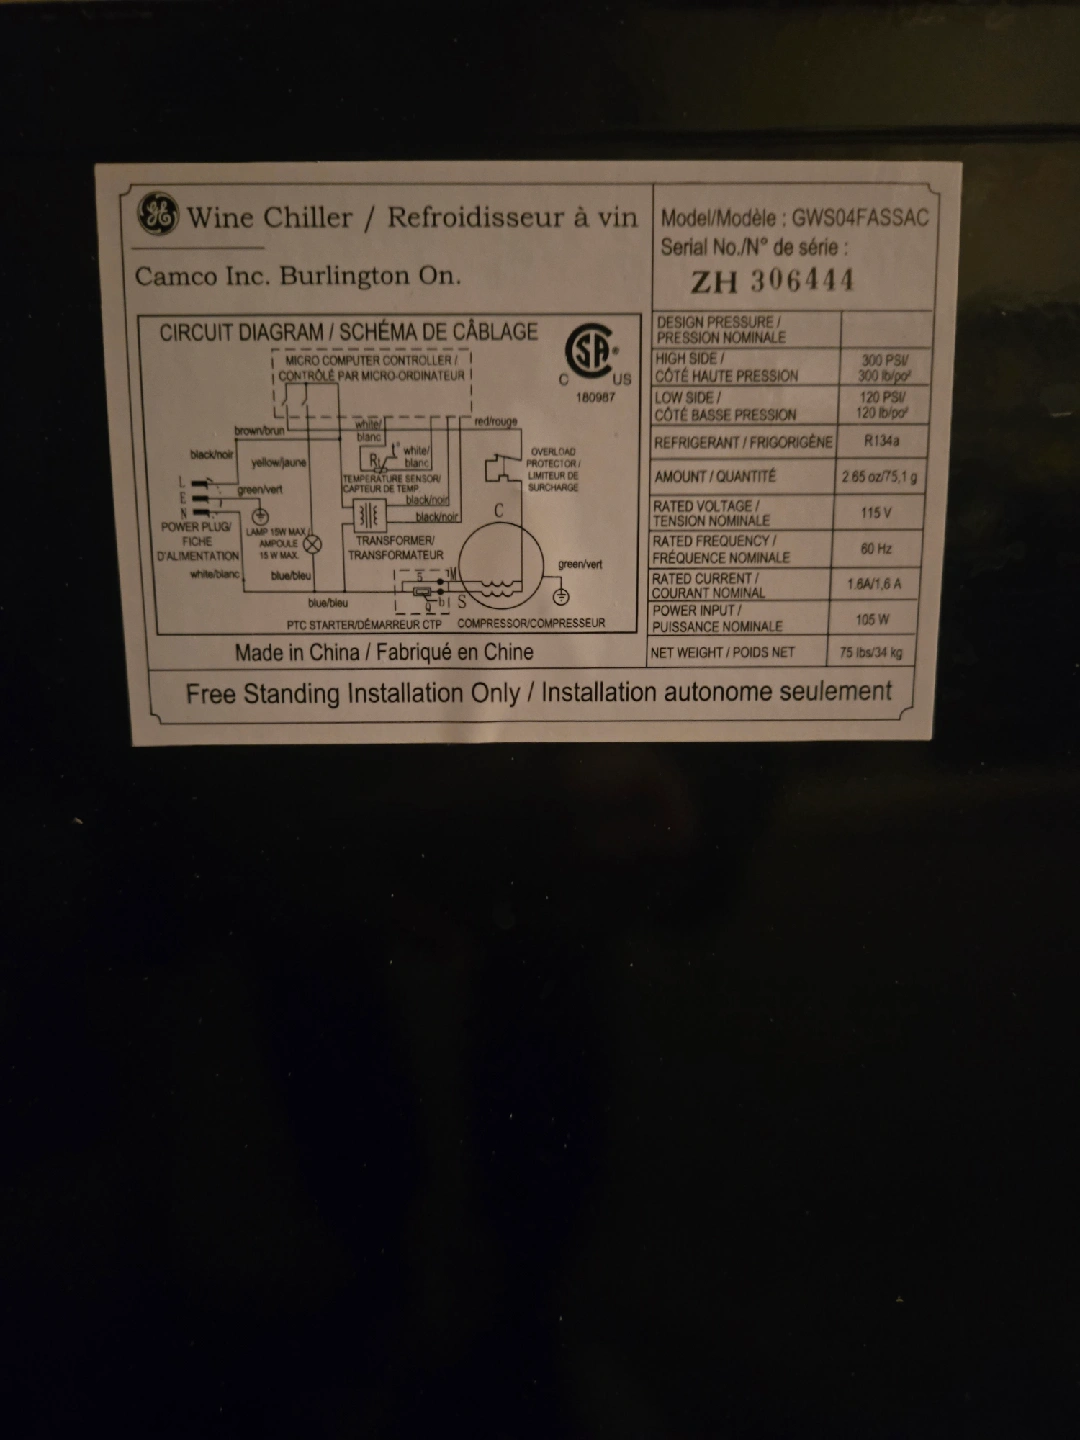 GE Wine Chiller / Refroidisseur à vin
Camco Inc. Burlington On.
Model/Modèle : GWS04FASSAC
Serial No./N° de série :
ZH 306444
CIRCUIT DIAGRAM / SCHÉMA DE CÂBLAGE
MICRO COMPUTER CONTROLLER /
CONTRÔLÉ PAR MICRO-ORDINATEUR
SA
C US
180987
brown/brun
white/
blanc
red/rouge
black/noir
yellow/jaune
R
t°
white/
blanc
OVERLOAD
PROTECTOR /
LIMITEUR DE
SURCHARGE
TEMPERATURE SENSOR/
CAPTEUR DE TEMP
L
E
N
green/vert
black/noir
black/noir
C
POWER PLUG/
FICHE
D'ALIMENTATION
LAMP 15W MAX /
AMPOULE
15 W MAX.
TRANSFORMER/
TRANSFORMATEUR
green/vert
white/blanc
blue/bleu
M
S
blue/bleu
PTC STARTER/DÉMARREUR CTP
COMPRESSOR/COMPRESSEUR
DESIGN PRESSURE /
PRESSION NOMINALE
HIGH SIDE / 300 PSI/
CÔTÉ HAUTE PRESSION 300 lb/po²
LOW SIDE / 120 PSI/
CÔTÉ BASSE PRESSION 120 lb/po²
REFRIGERANT / FRIGORIGÈNE R134a
AMOUNT / QUANTITÉ 2.65 oz/75,1 g
RATED VOLTAGE /
TENSION NOMINALE 115 V
RATED FREQUENCY /
FRÉQUENCE NOMINALE 60 Hz
RATED CURRENT /
COURANT NOMINAL 1.6A/1,6 A
POWER INPUT /
PUISSANCE NOMINALE 105 W
NET WEIGHT / POIDS NET 75 lbs/34 kg
Made in China / Fabriqué en Chine
Free Standing Installation Only / Installation autonome seulement